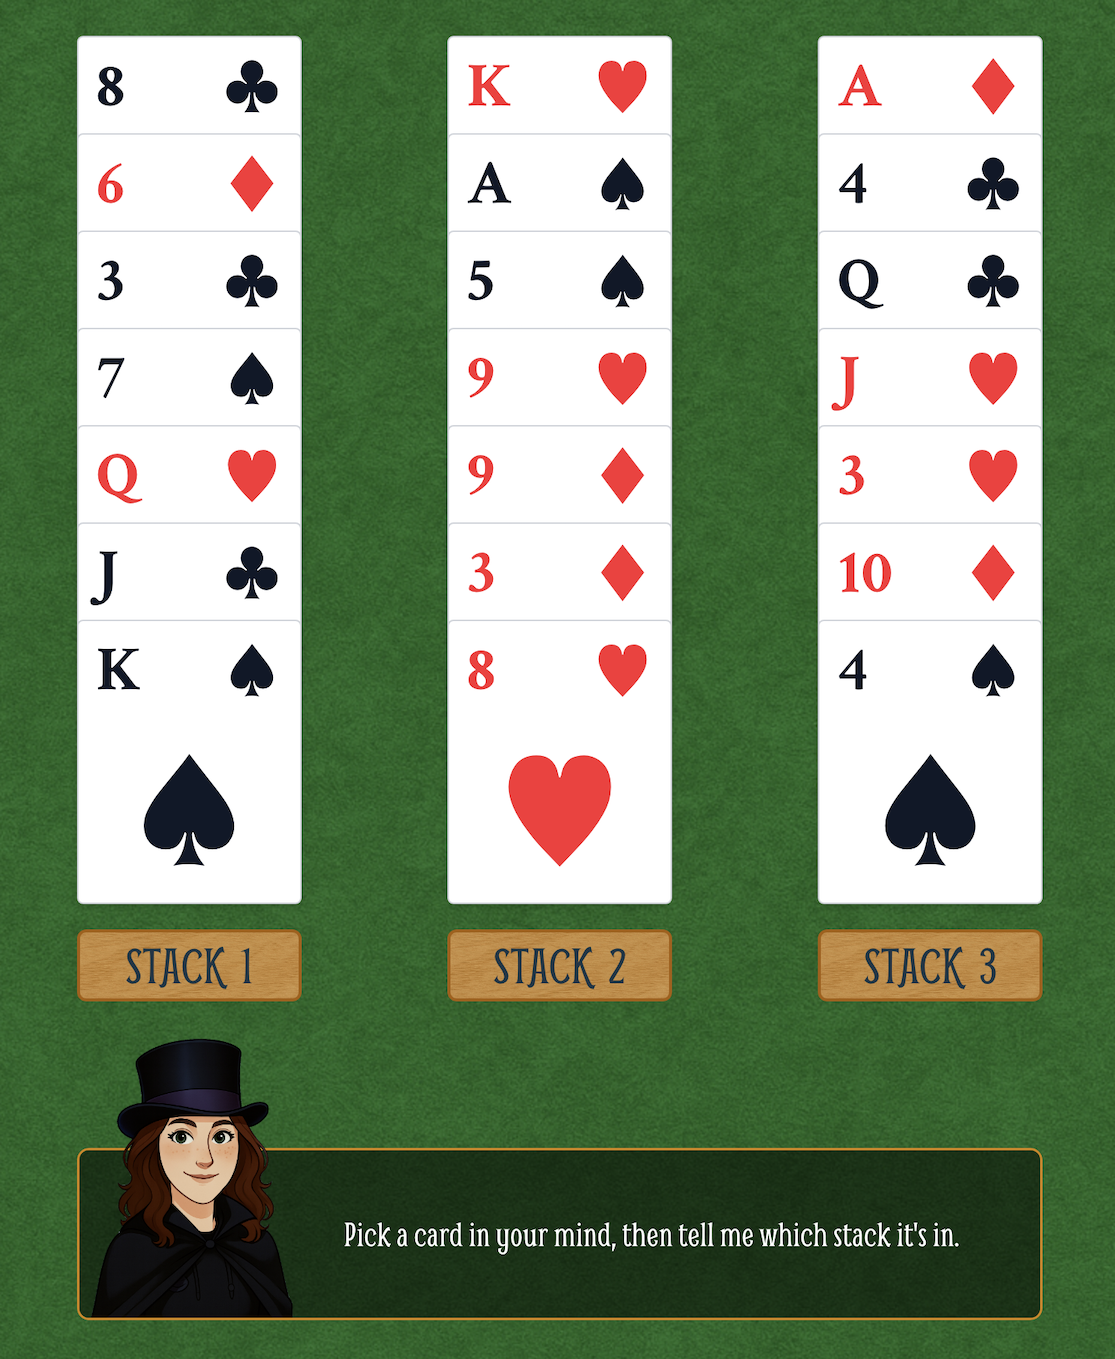 8 K A
6 A 4
3 5 Q
7 9 J
Q 9 3
J 3 10
K 8 4
STACK 1 STACK 2 STACK 3
Pick a card in your mind, then tell me which stack it's in.